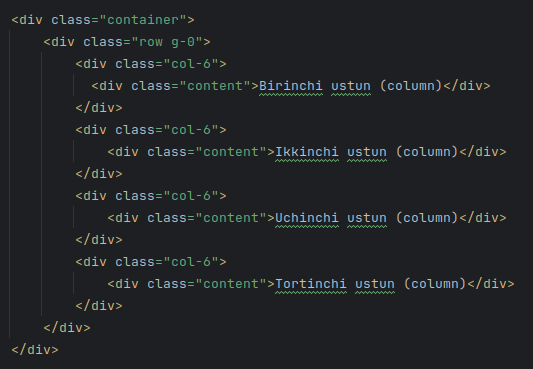 <div class="container">
<div class="row g-0">
<div class="col-6">
<div class="content">Birinchi ustun (column)</div>
</div>
<div class="col-6">
<div class="content">Ikkinchi ustun (column)</div>
</div>
<div class="col-6">
<div class="content">Uchinchi ustun (column)</div>
</div>
<div class="col-6">
<div class="content">Tortinchi ustun (column)</div>
</div>
</div>
</div>